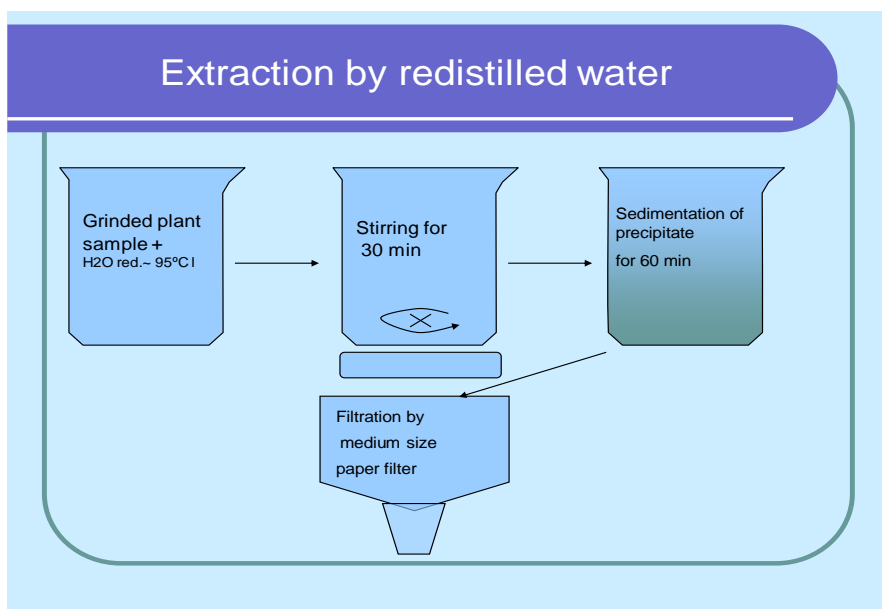 Extraction by redistilled water
Grinded plant
sample +
H2O red.~ 95ºC l
Stirring for
30 min
Sedimentation of
precipitate
for 60 min
Filtration by
medium size
paper filter